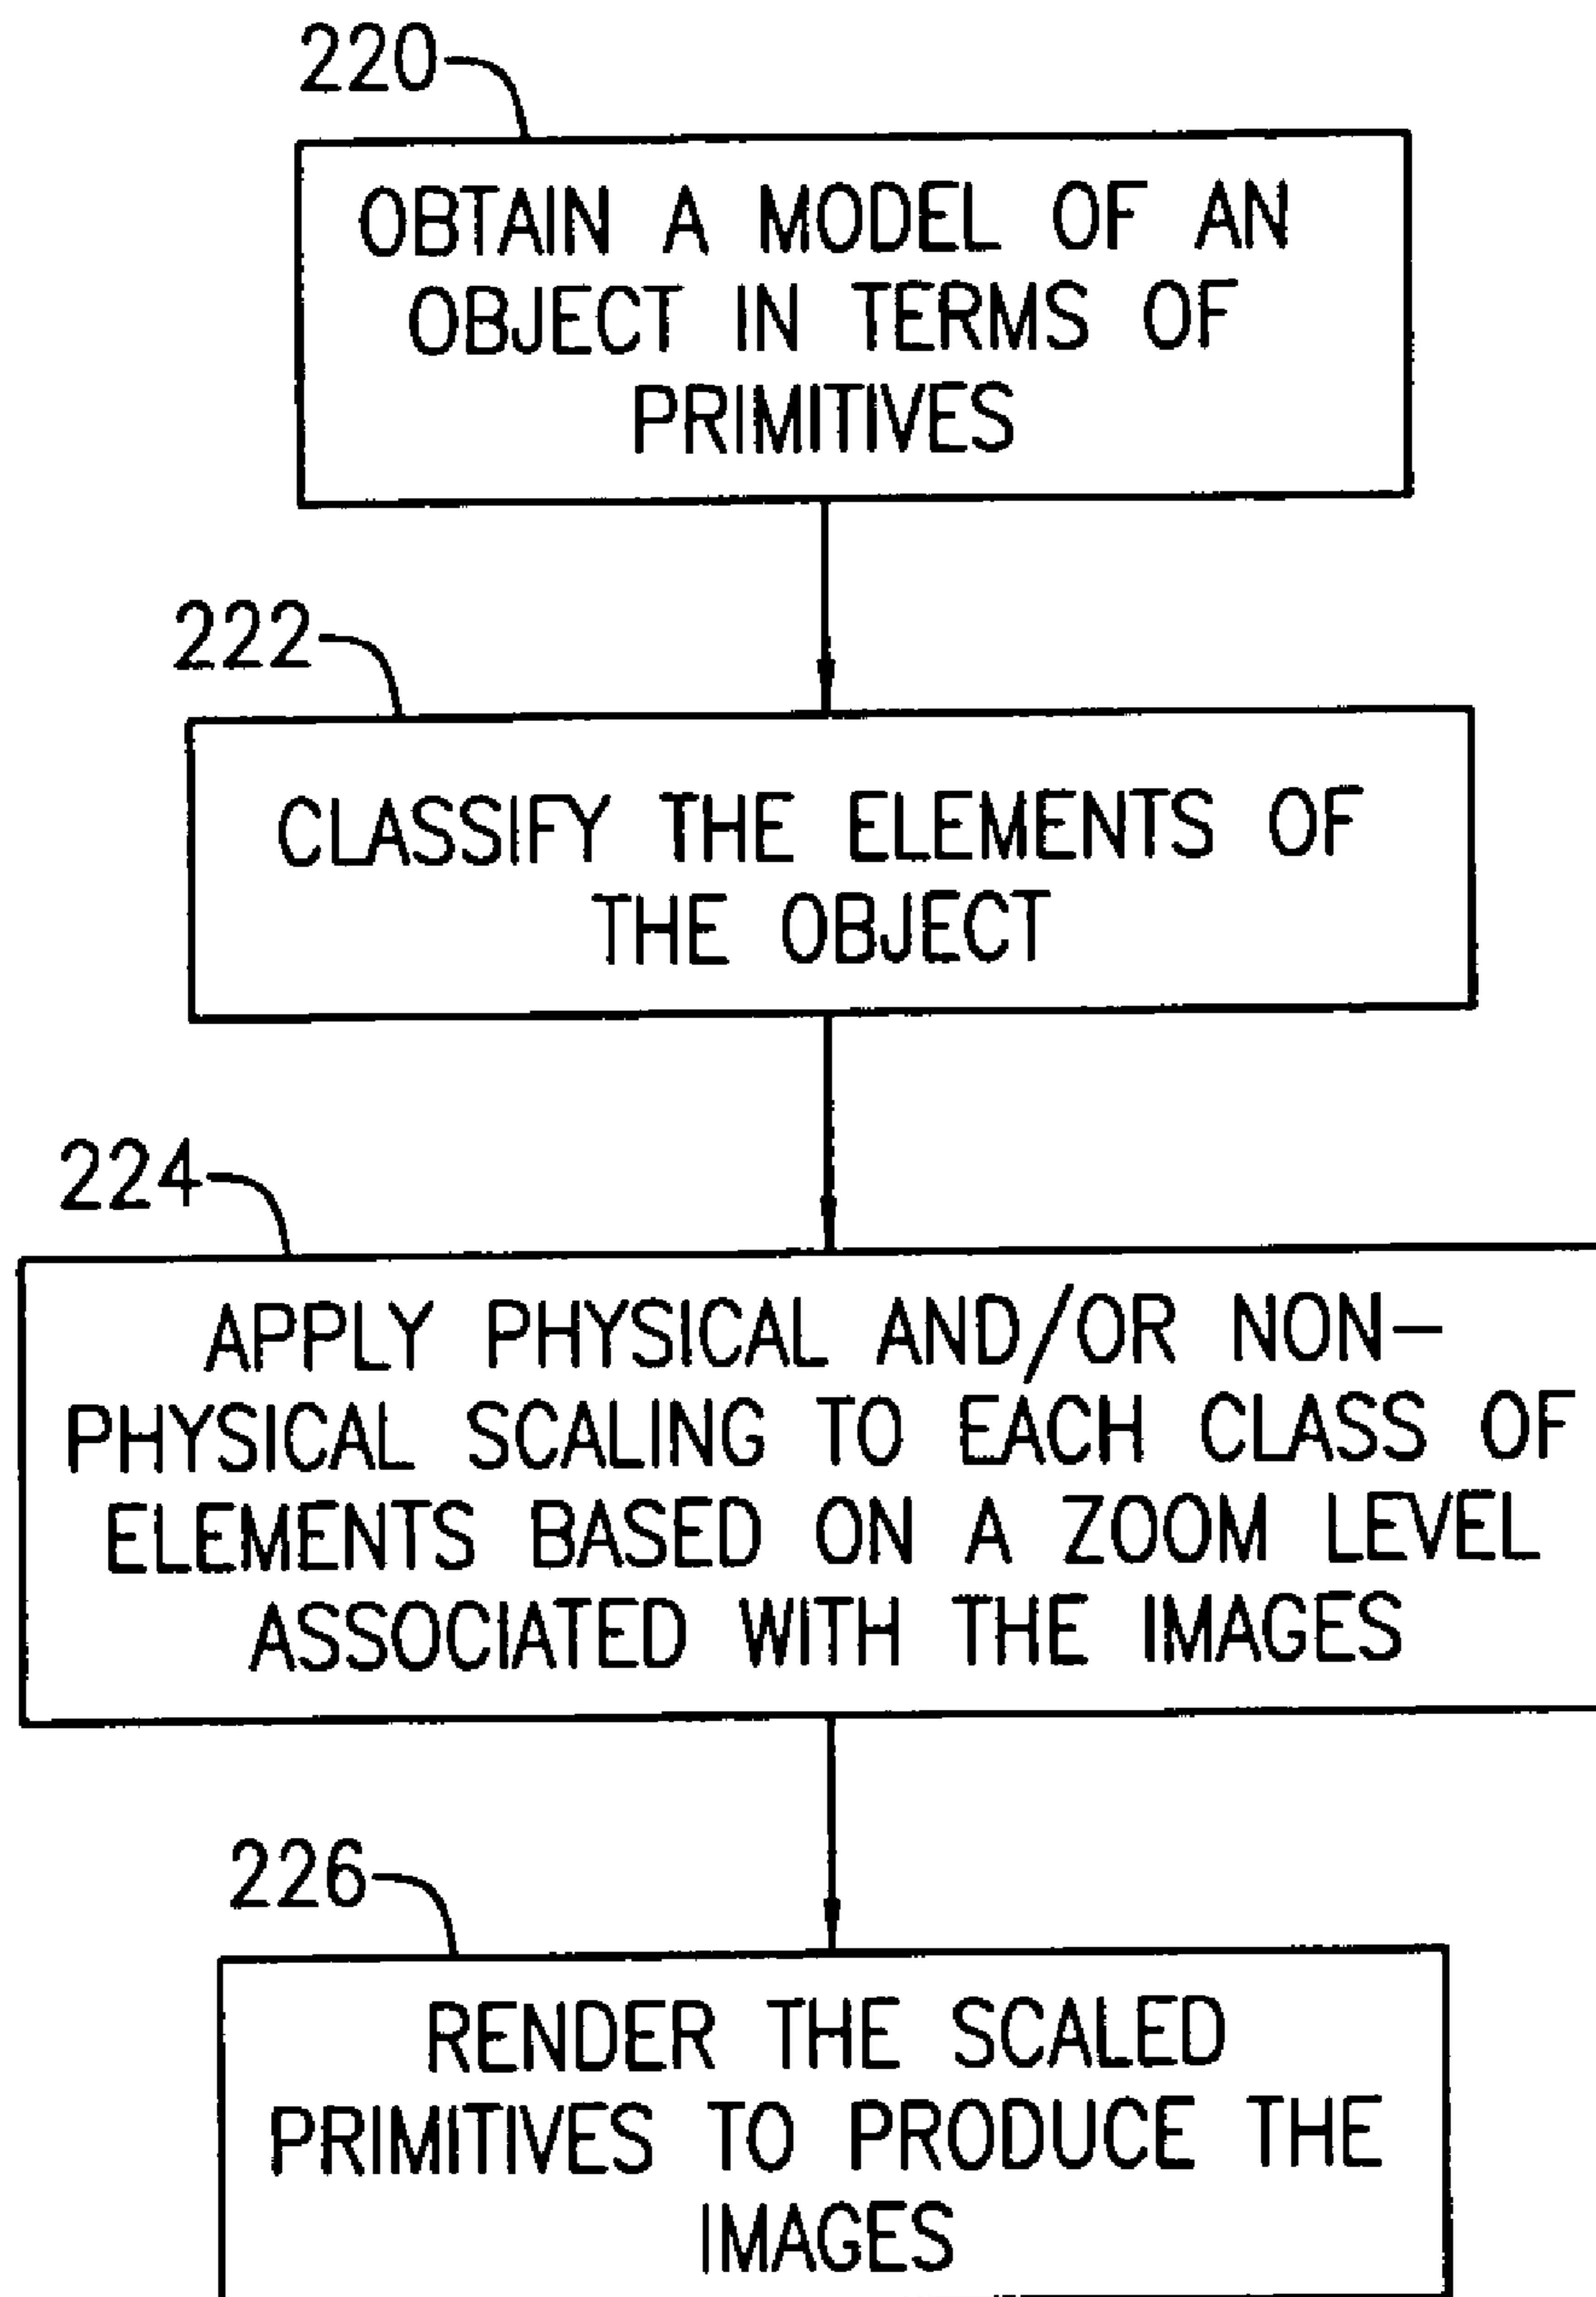 220
OBTAIN A MODEL OF AN
OBJECT IN TERMS OF
PRIMITIVES
222
CLASSIFY THE ELEMENTS OF
THE OBJECT
224
APPLY PHYSICAL AND/OR NON-
PHYSICAL SCALING TO EACH CLASS OF
ELEMENTS BASED ON A ZOOM LEVEL
ASSOCIATED WITH THE IMAGES
226
RENDER THE SCALED
PRIMITIVES TO PRODUCE THE
IMAGES